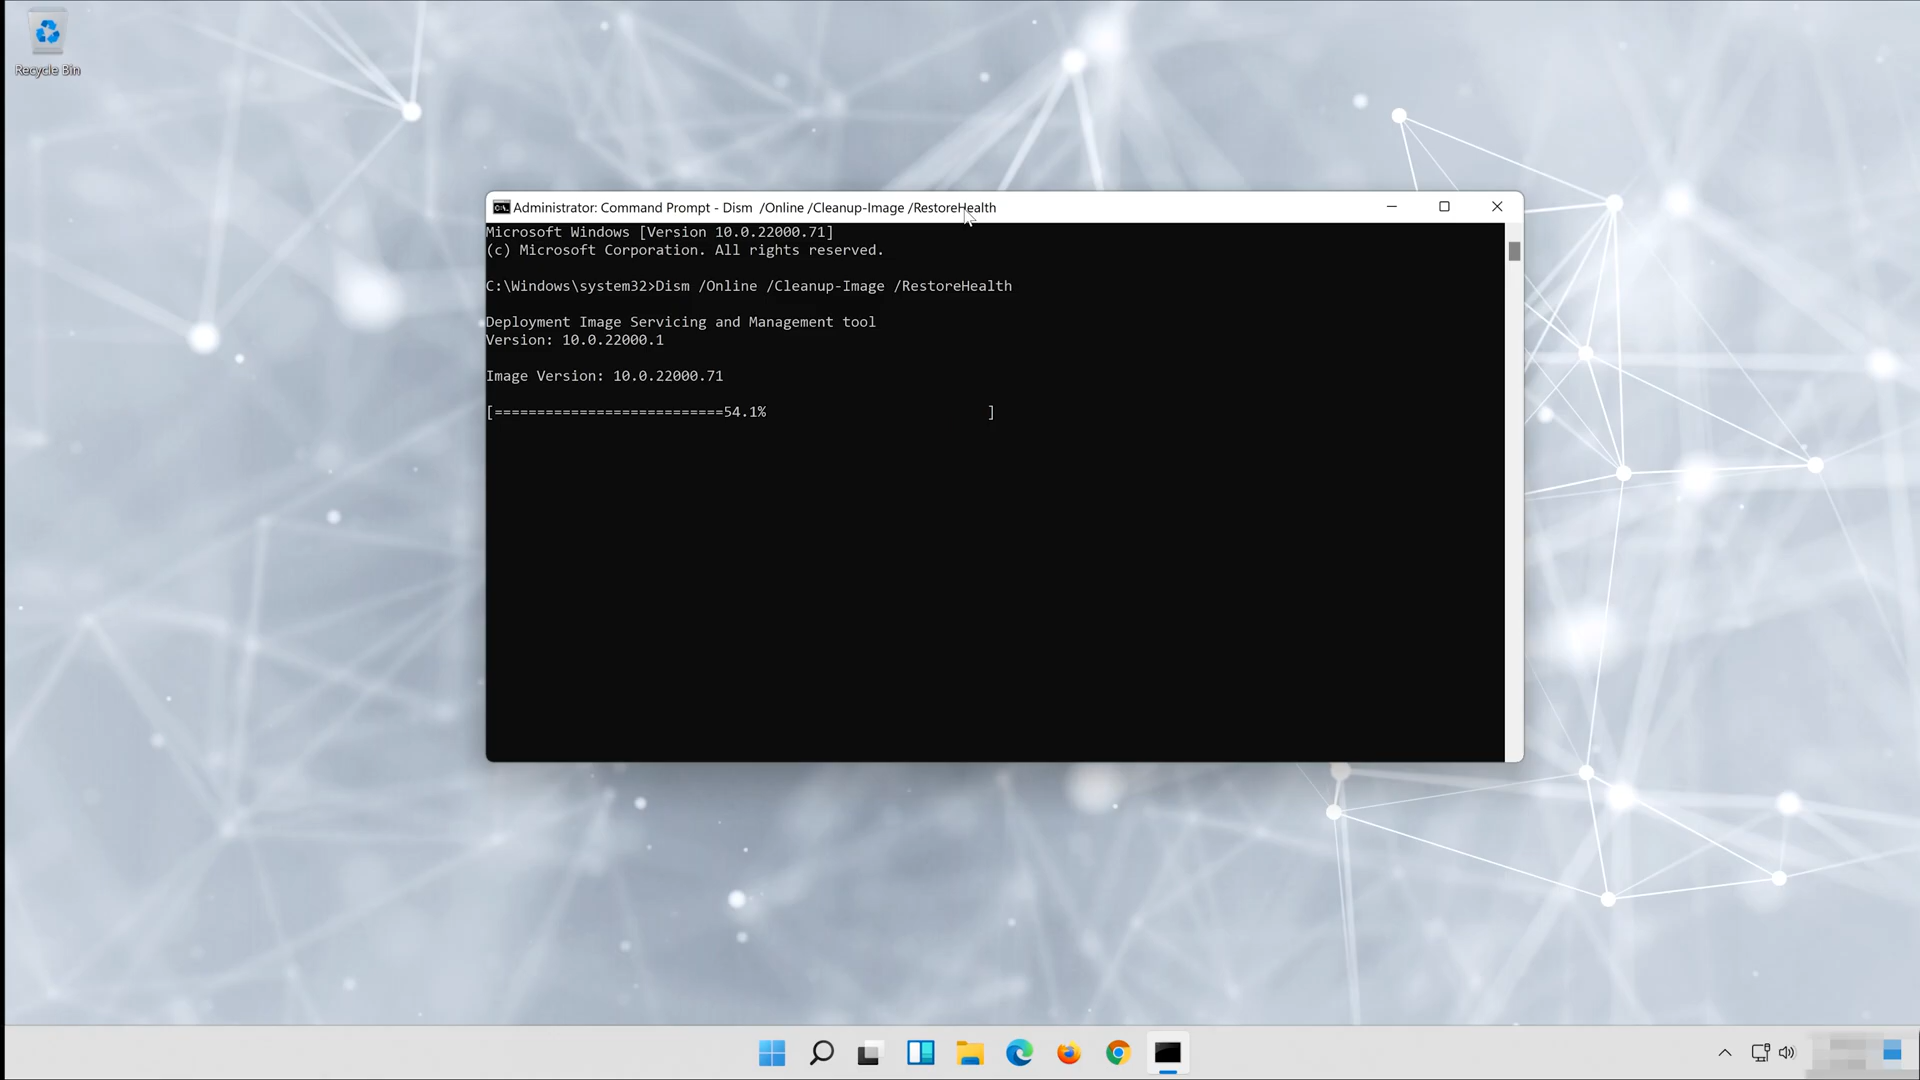 Recycle Bin
Administrator: Command Prompt - Dism  /Online /Cleanup-Image /RestoreHealth
Microsoft Windows [Version 10.0.22000.71]
(c) Microsoft Corporation. All rights reserved.
C:\Windows\system32>Dism /Online /Cleanup-Image /RestoreHealth
Deployment Image Servicing and Management tool
Version: 10.0.22000.1
Image Version: 10.0.22000.71
[===========================54.1%                          ]